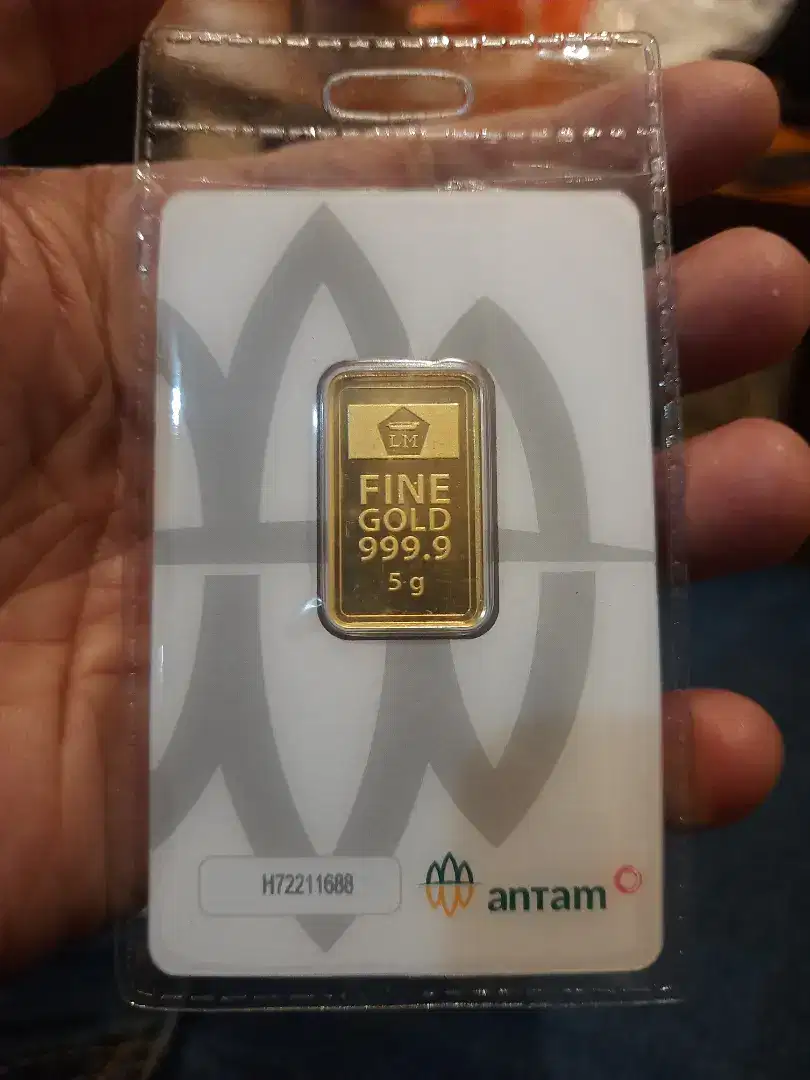 LM
FINE
GOLD
999.9
5 g
H72211688
antam